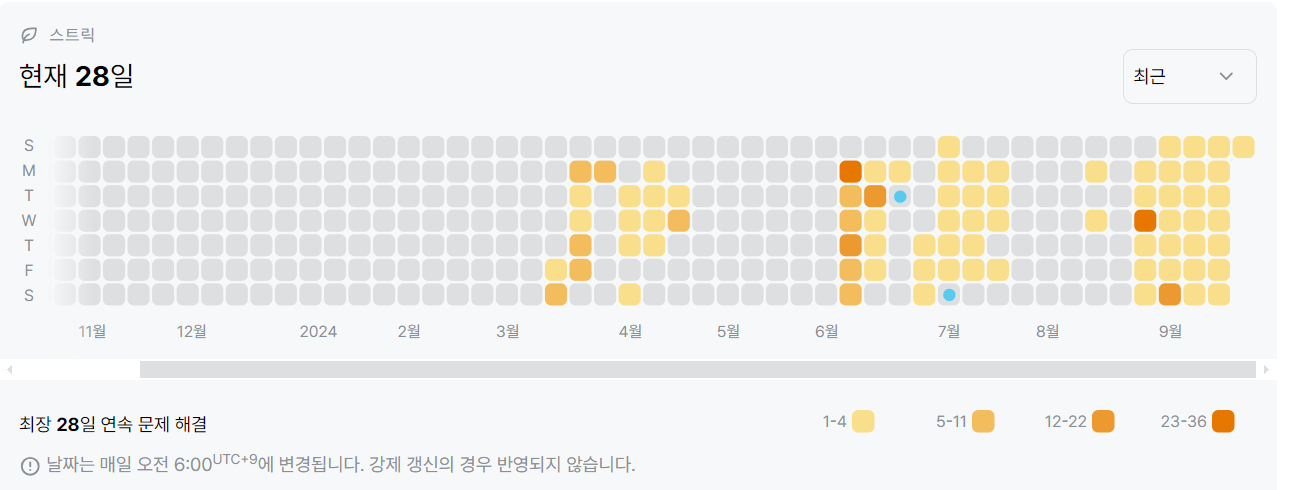 스트릭
현재 28일
최근
S
M
T
W
T
F
S
11월 12월 2024 2월 3월 4월 5월 6월 7월 8월 9월
최장 28일 연속 문제 해결
1-4 5-11 12-22 23-36
날짜는 매일 오전 6:00UTC+9에 변경됩니다. 강제 갱신의 경우 반영되지 않습니다.